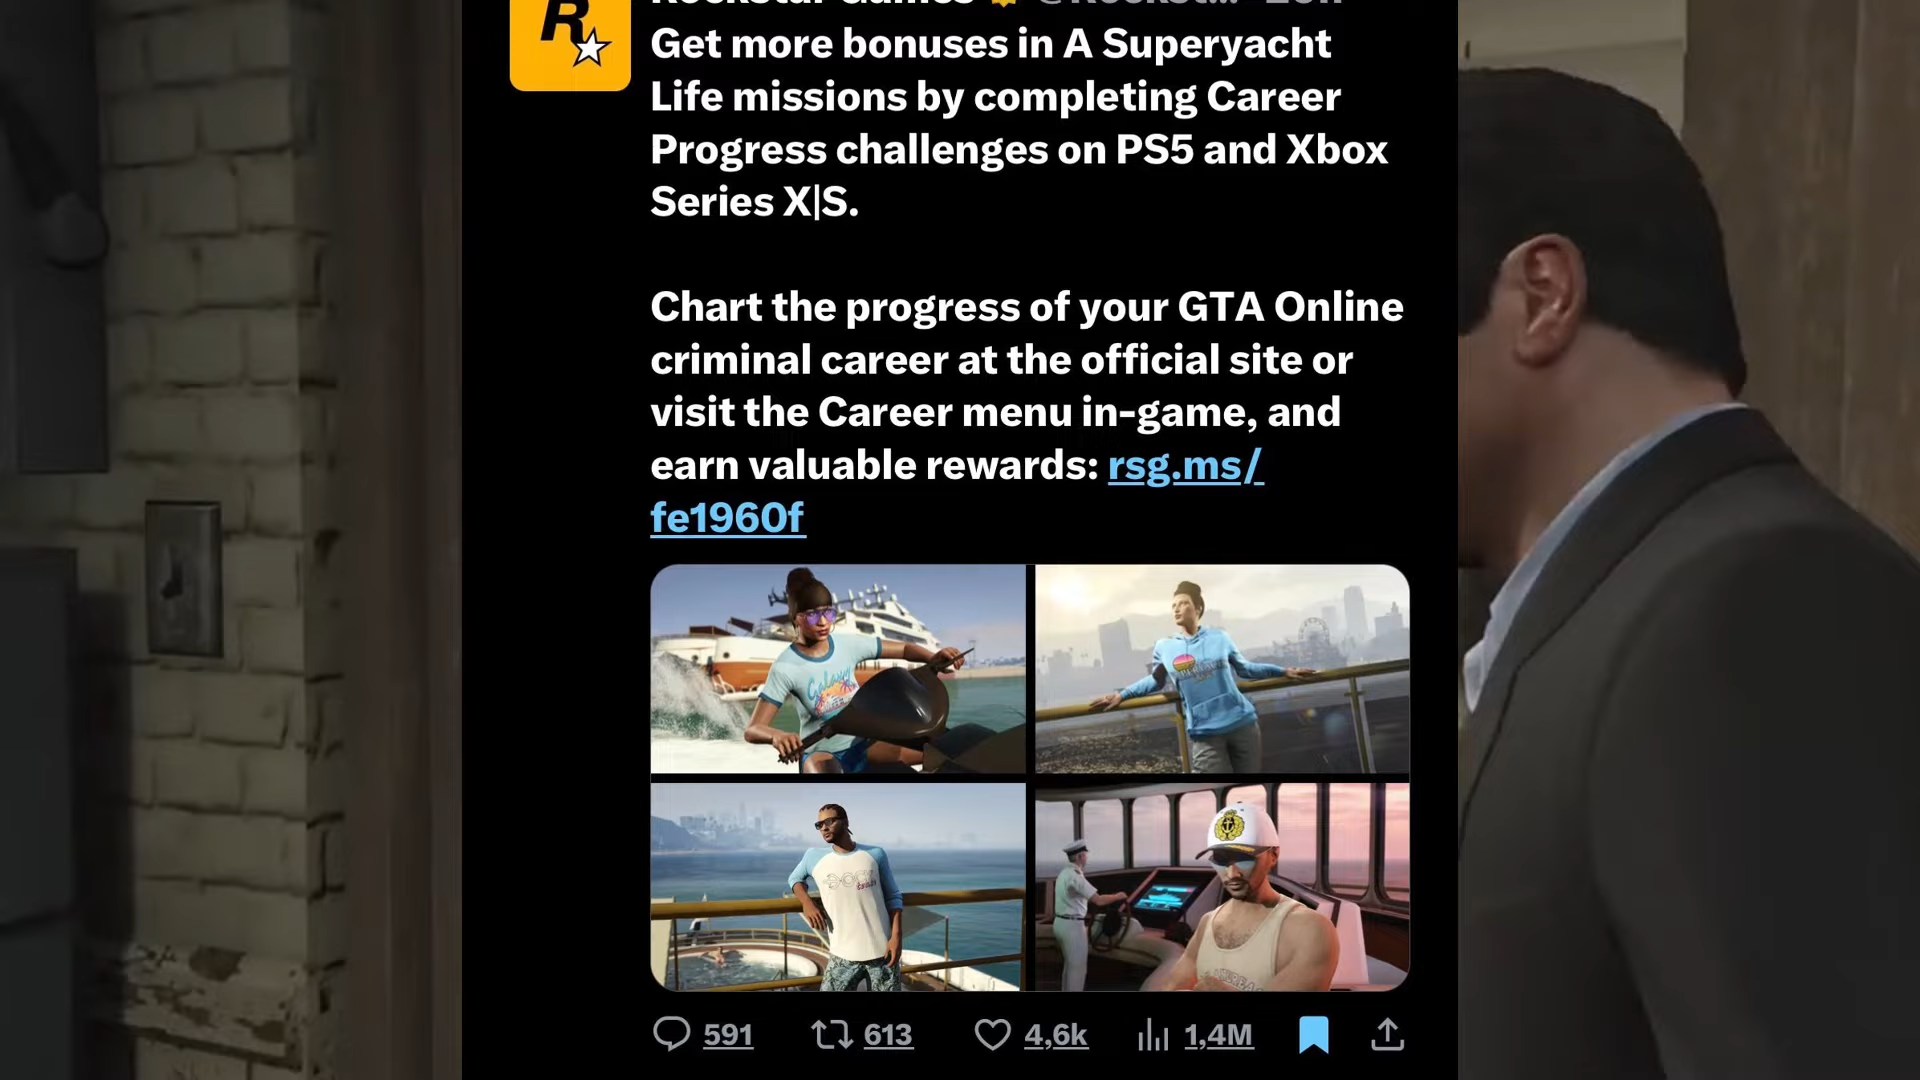 Rockstar Games
Get more bonuses in A Superyacht
Life missions by completing Career
Progress challenges on PS5 and Xbox
Series X|S.
Chart the progress of your GTA Online
criminal career at the official site or
visit the Career menu in-game, and
earn valuable rewards: rsg.ms/
fe1960f
591 613 4,6k 1,4M